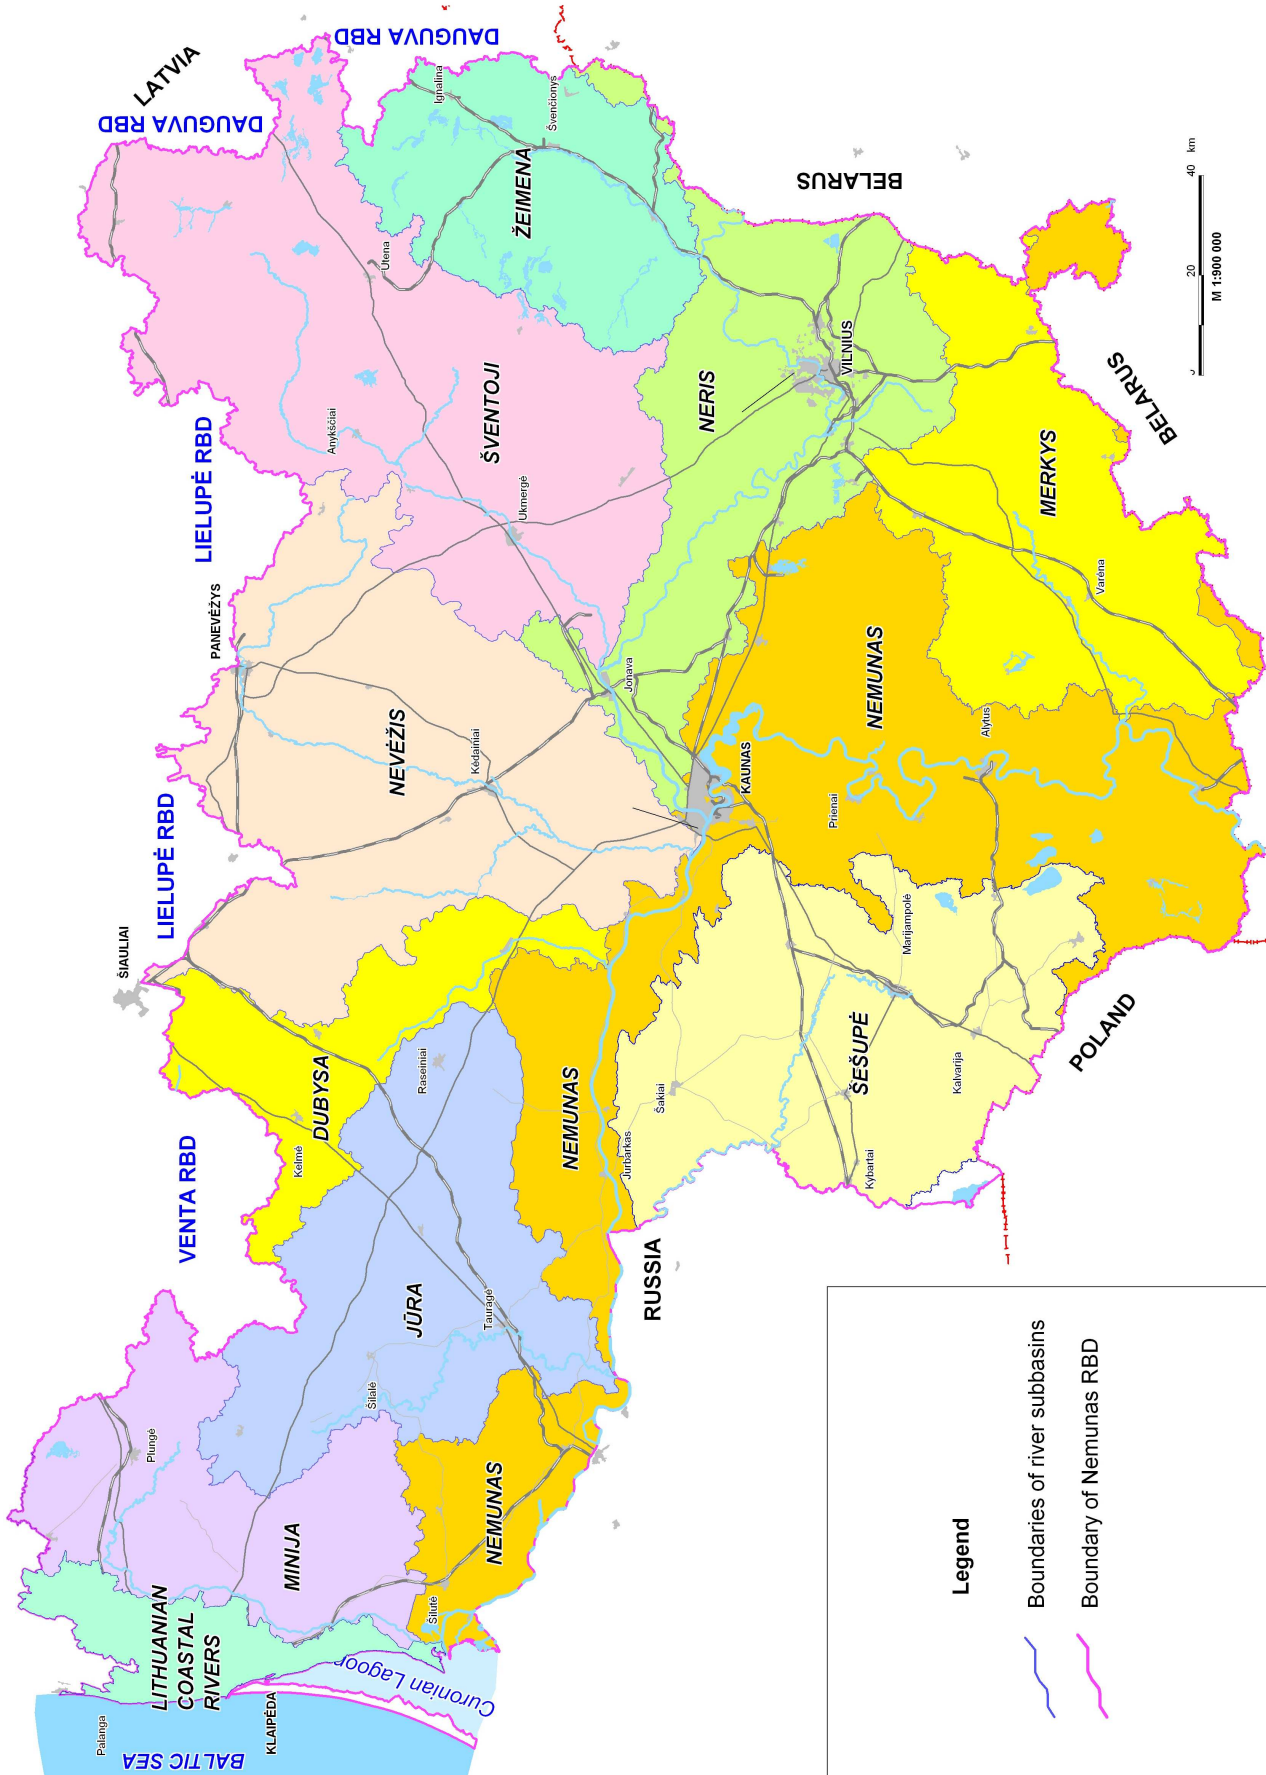 LATVIA
DAUGUVA RBD
DAUGUVA RBD
LIELUPĖ RBD
LIELUPĖ RBD
VENTA RBD
BALTIC SEA
Curonian Lagoon
RUSSIA
POLAND
BELARUS
BELARUS
LITHUANIAN
COASTAL
RIVERS
MINIJA
JŪRA
DUBYSA
NEVĖŽIS
ŠVENTOJI
ŽEIMENA
NERIS
MERKYS
NEMUNAS
NEMUNAS
NEMUNAS
ŠEŠUPĖ
Palanga
KLAIPĖDA
Plungė
Šilutė
Šilalė
Tauragė
Kelmė
Raseiniai
ŠIAULIAI
Jurbarkas
Šakiai
Kybartai
Kalvarija
Marijampolė
Prienai
Alytus
KAUNAS
Kėdainiai
PANEVĖŽYS
Jonava
Ukmergė
Anykščiai
Utena
Ignalina
Švenčionys
VILNIUS
Varėna
20
40
km
M 1:900 000
Legend
Boundaries of river subbasins
Boundary of Nemunas RBD